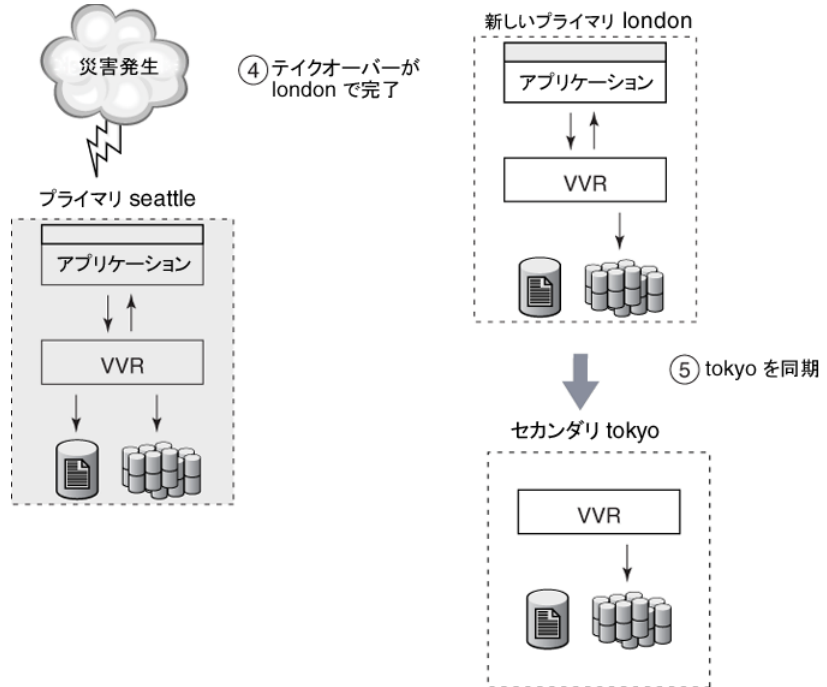 災害発生
④テイクオーバーが
london で完了
プライマリ seattle
アプリケーション
VVR
新しいプライマリ london
アプリケーション
VVR
⑤ tokyo を同期
セカンダリ tokyo
VVR